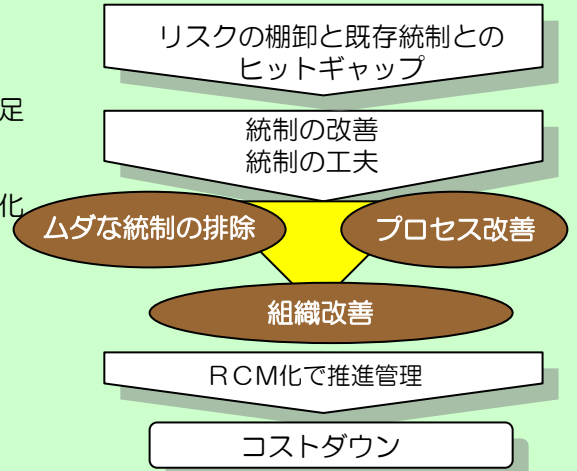 リスクの棚卸と既存統制との
ヒットギャップ
足
統制の改善
統制の工夫
化
ムダな統制の排除
プロセス改善
組織改善
ＲＣＭ化で推進管理
コストダウン